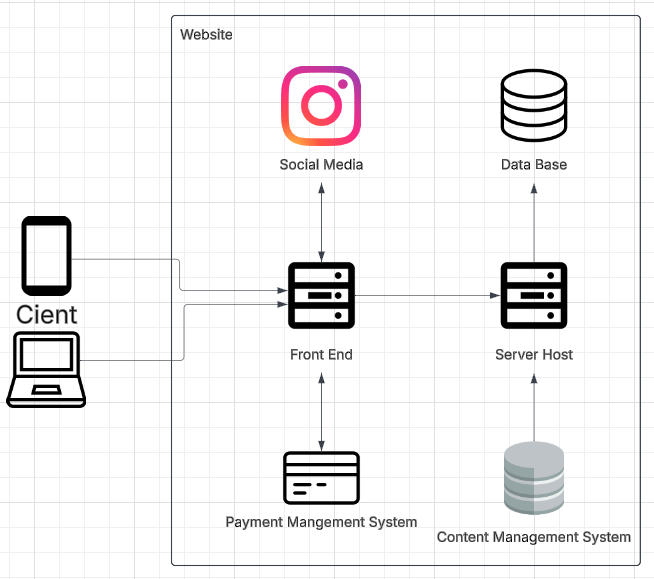 Website
Social Media
Data Base
Cient
Front End
Server Host
Payment Mangement System
Content Management System